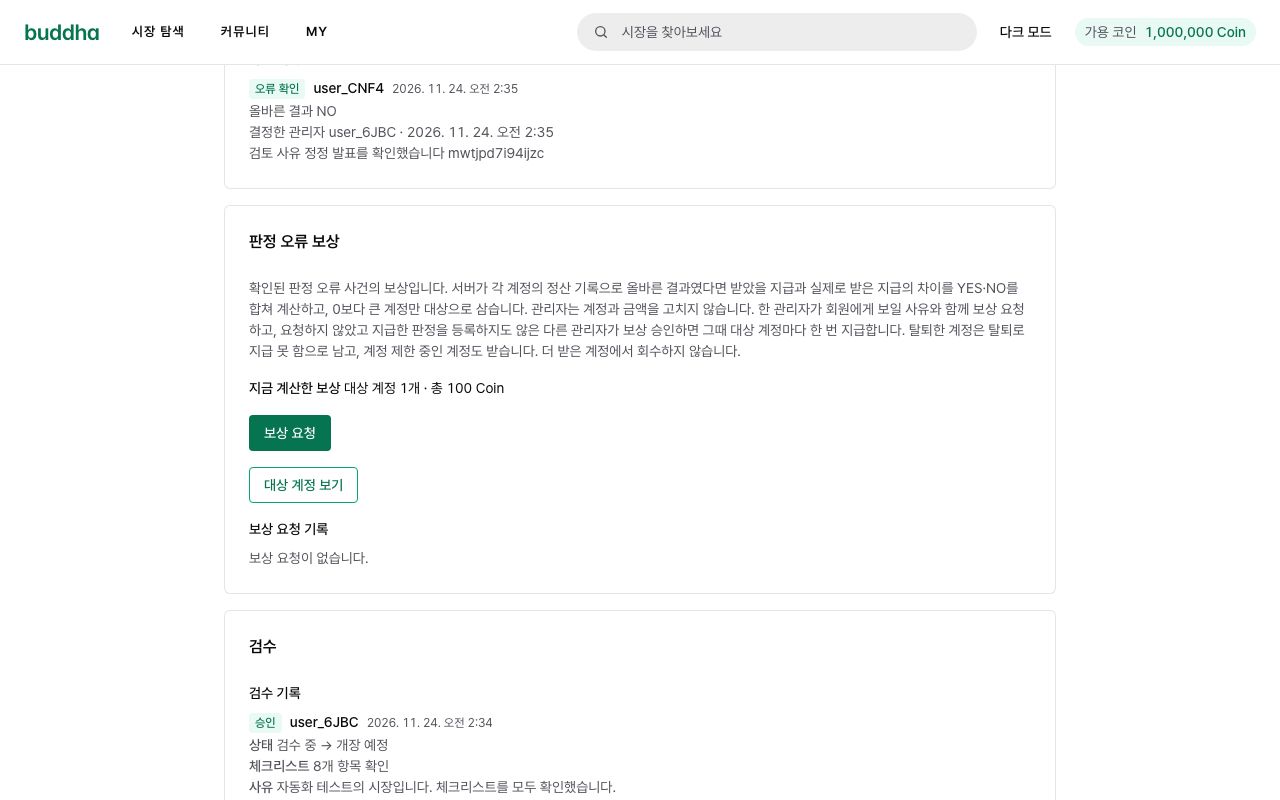 buddha
시장 탐색
커뮤니티
MY
시장을 찾아보세요
다크 모드
가용 코인 1,000,000 Coin
오류 확인 user_CNF4 2026. 11. 24. 오전 2:35
올바른 결과 NO
결정한 관리자 user_6JBC · 2026. 11. 24. 오전 2:35
검토 사유 정정 발표를 확인했습니다 mwtjpd7i94ijzc
판정 오류 보상
확인된 판정 오류 사건의 보상입니다. 서버가 각 계정의 정산 기록으로 올바른 결과였다면 받았을 지급과 실제로 받은 지급의 차이를 YES·NO를
합쳐 계산하고, 0보다 큰 계정만 대상으로 삼습니다. 관리자는 계정과 금액을 고치지 않습니다. 한 관리자가 회원에게 보일 사유와 함께 보상 요청
하고, 요청하지 않았고 지급한 판정을 등록하지도 않은 다른 관리자가 보상 승인하면 그때 대상 계정마다 한 번 지급합니다. 탈퇴한 계정은 탈퇴로
지급 못 함으로 남고, 계정 제한 중인 계정도 받습니다. 더 받은 계정에서 회수하지 않습니다.
지금 계산한 보상 대상 계정 1개 · 총 100 Coin
보상 요청
대상 계정 보기
보상 요청 기록
보상 요청이 없습니다.
검수
검수 기록
승인 user_6JBC 2026. 11. 24. 오전 2:34
상태 검수 중 → 개장 예정
체크리스트 8개 항목 확인
사유 자동화 테스트의 시장입니다. 체크리스트를 모두 확인했습니다.